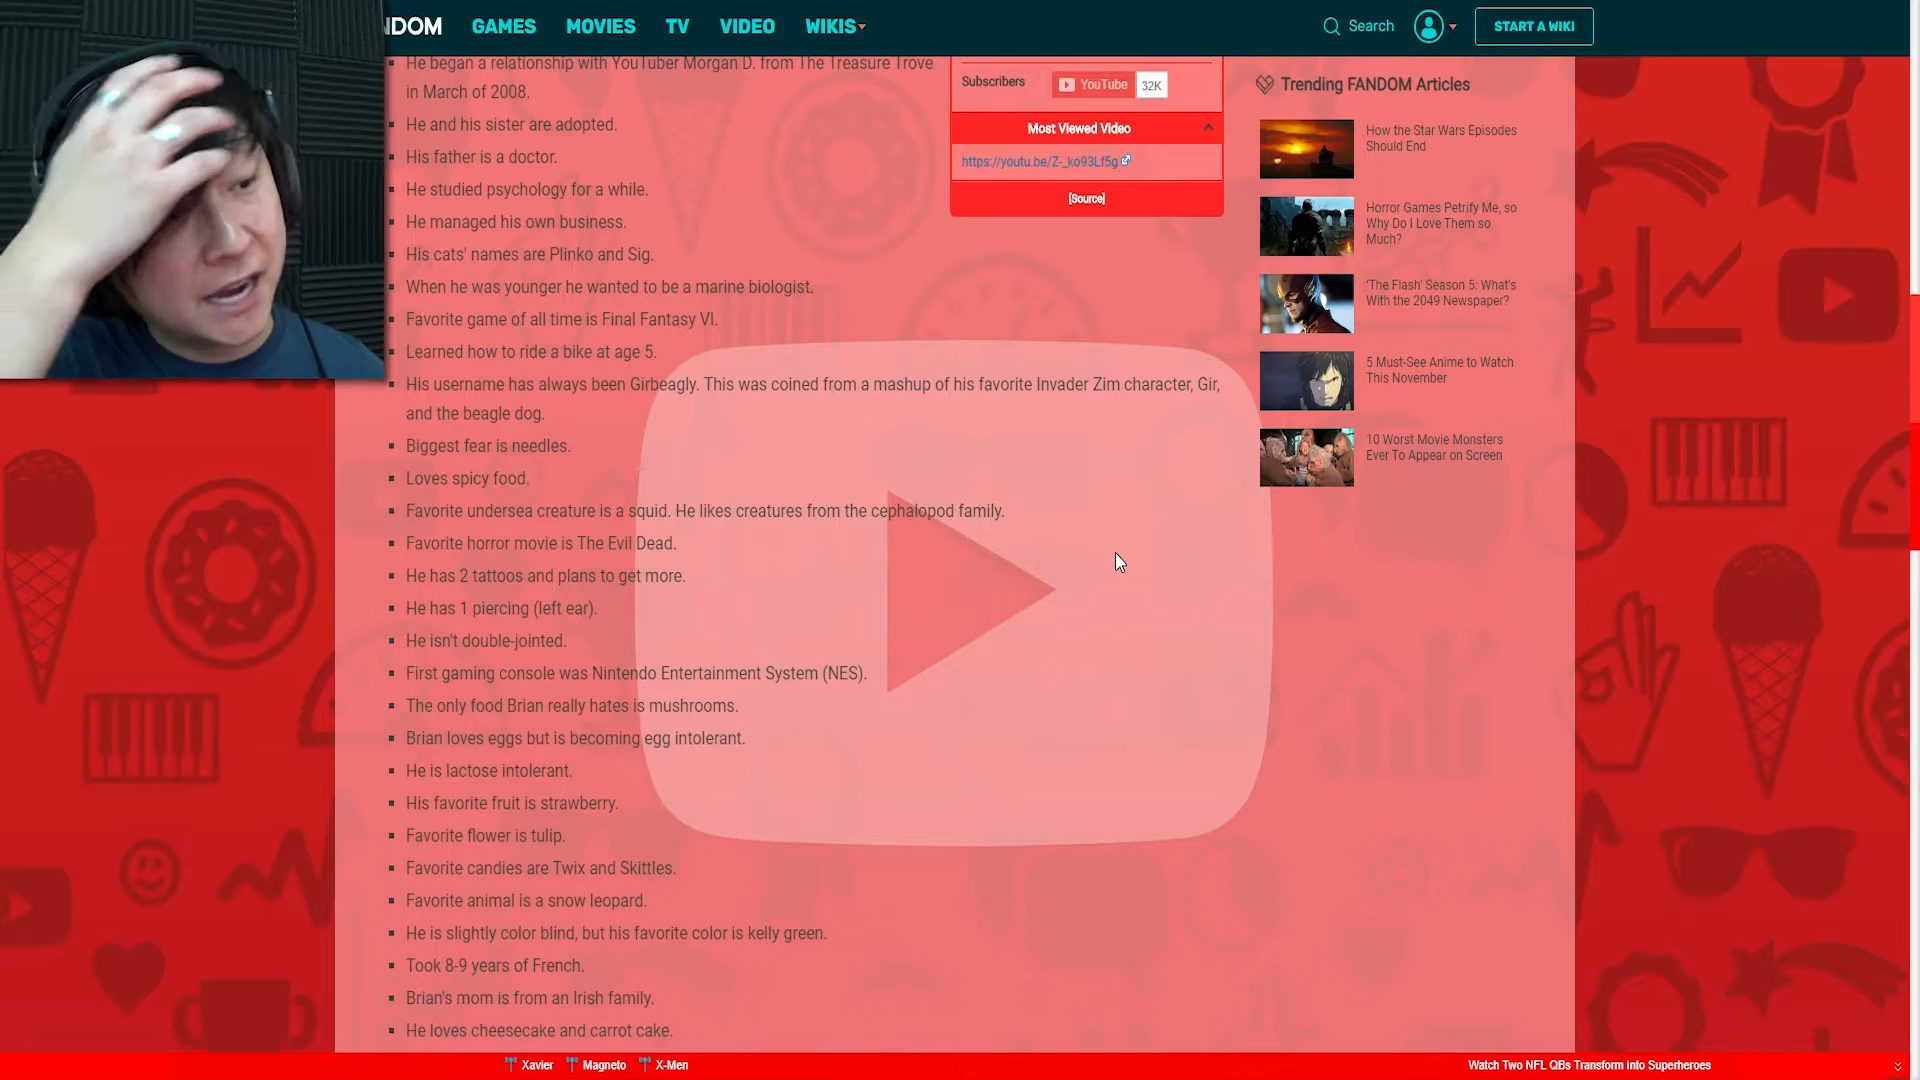 NDOM GAMES MOVIES TV VIDEO WIKIS Search START A WIKI
He began a relationship with YouTuber Morgan D. from The Treasure Trove
in March of 2008.
He and his sister are adopted.
His father is a doctor.
He studied psychology for a while.
He managed his own business.
His cats' names are Plinko and Sig.
When he was younger he wanted to be a marine biologist.
Favorite game of all time is Final Fantasy VI.
Learned how to ride a bike at age 5.
His username has always been Girbeagly. This was coined from a mashup of his favorite Invader Zim character, Gir,
and the beagle dog.
Biggest fear is needles.
Loves spicy food.
Favorite undersea creature is a squid. He likes creatures from the cephalopod family.
Favorite horror movie is The Evil Dead.
He has 2 tattoos and plans to get more.
He has 1 piercing (left ear).
He isn't double-jointed.
First gaming console was Nintendo Entertainment System (NES).
The only food Brian really hates is mushrooms.
Brian loves eggs but is becoming egg intolerant.
He is lactose intolerant.
His favorite fruit is strawberry.
Favorite flower is tulip.
Favorite candies are Twix and Skittles.
Favorite animal is a snow leopard.
He is slightly color blind, but his favorite color is kelly green.
Took 8-9 years of French.
Brian's mom is from an Irish family.
He loves cheesecake and carrot cake.
Subscribers YouTube 32K
Most Viewed Video
https://youtu.be/Z-_ko93Lf5g
[Source]
Trending FANDOM Articles
How the Star Wars Episodes
Should End
Horror Games Petrify Me, so
Why Do I Love Them so
Much?
'The Flash' Season 5: What's
With the 2049 Newspaper?
5 Must-See Anime to Watch
This November
10 Worst Movie Monsters
Ever To Appear on Screen
Xavier Magneto X-Men Watch Two NFL QBs Transform Into Superheroes